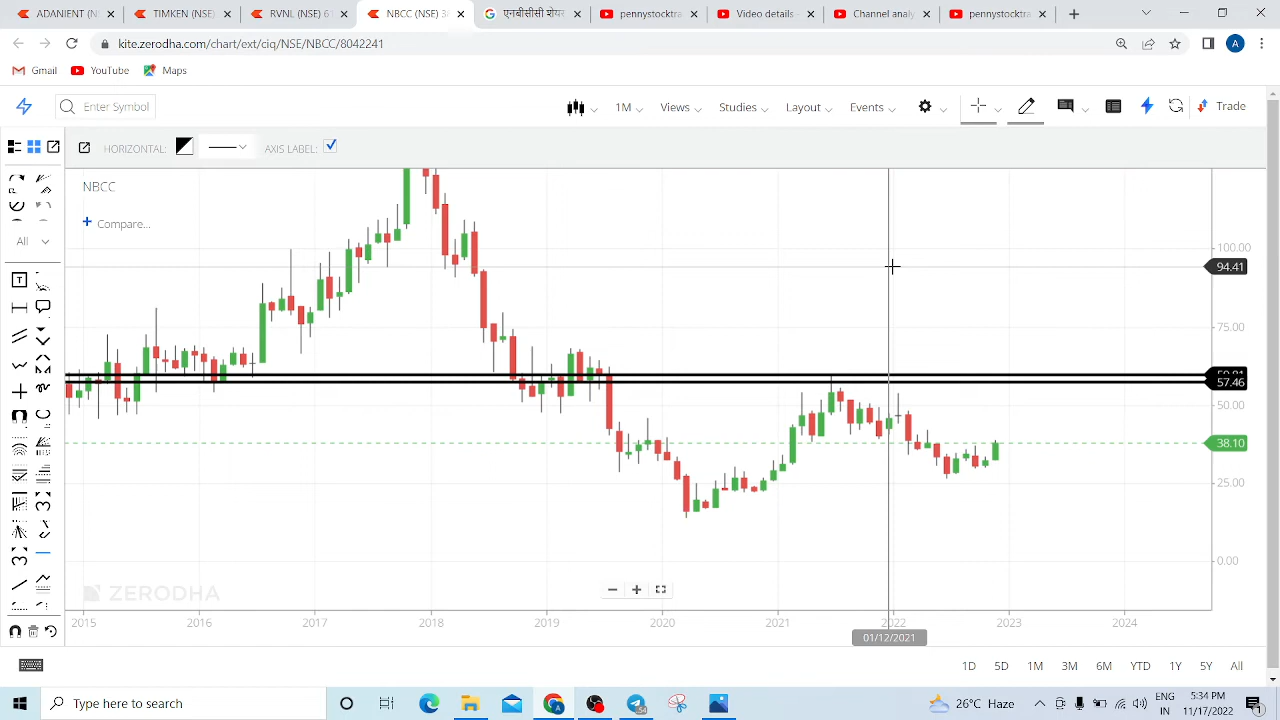 ADANIENT (N
TIMKEN (NSE
RVNL (NSE) 6
NBCC (NSE) 3
pennystocktra
Video details
Channel analy
pennystocktra
kite.zerodha.com/chart/ext/ciq/NSE/NBCC/8042241
A
Gmail YouTube Maps
Enter Symbol 1M Views Studies Layout Events Trade
HORIZONTAL: AXIS LABEL:
NBCC
Compare...
All
T
100.00
94.41
75.00
57.46
50.00
38.10
25.00
0.00
ZERODHA
2015 2016 2017 2018 2019 2020 2021 2022 2023 2024
01/12/2021
1D 5D 1M 3M 6M YTD 1Y 5Y All
Type here to search
26°C Haze
ENG
IN
5:34 PM
11/17/2022